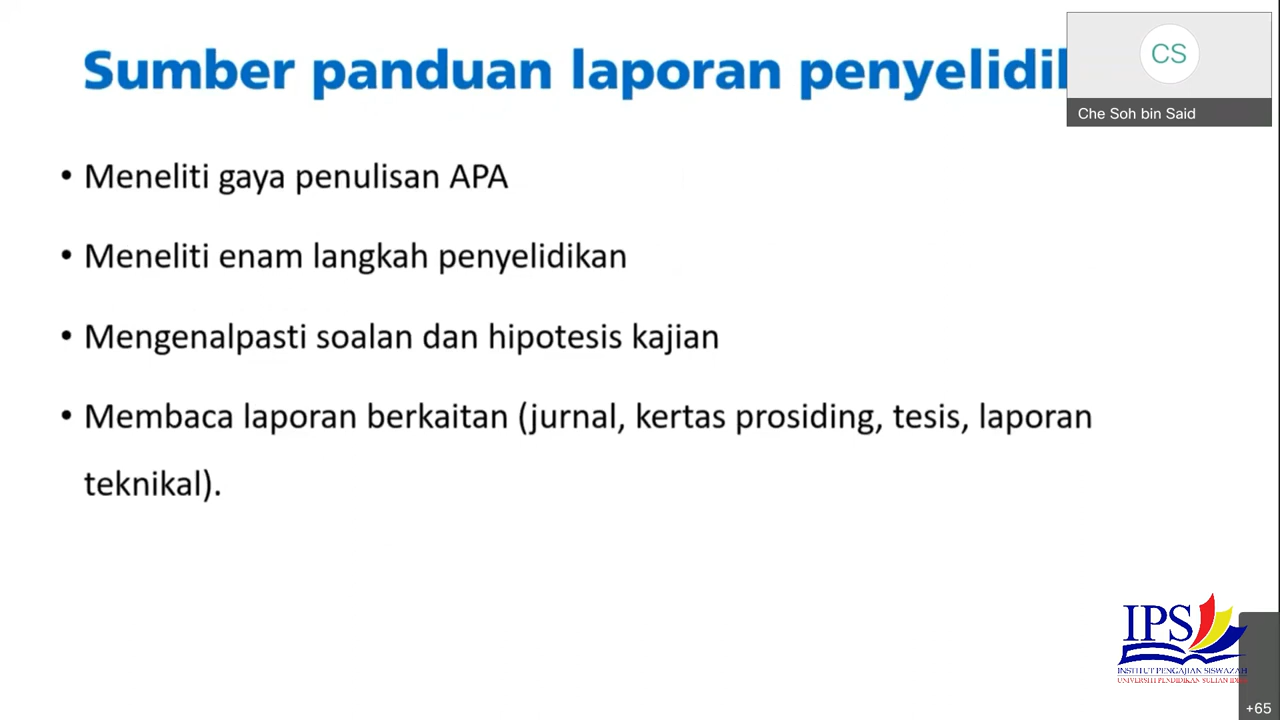 Sumber panduan laporan
CS
Che Soh bin Said
• Meneliti gaya penulisan APA
• Meneliti enam langkah penyelidikan
• Mengenalpasti soalan dan hipotesis kajian
• Membaca laporan berkaitan (jurnal, kertas prosiding, tesis, laporan
teknikal).
IPS
INSTITUT PENGAJIAN SISWAZAH
UNIVERSITI PENDIDIKAN SULTAN
+65